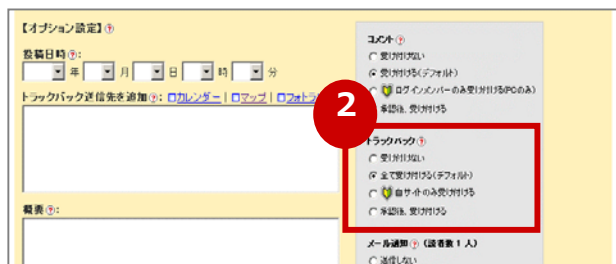 【オプション設定】?
投稿日時?:
年 月 日 時 分
トラックバック送信先を追加?: ロカレンダー | ロマップ | ロフォトラ
概要?:
コメント?
受け付けない
受け付ける(デフォルト)
ログインメンバーのみ受け付ける(PCのみ)
承認後、受け付ける
2
トラックバック?
受け付けない
全て受け付ける(デフォルト)
自サイトのみ受け付ける
承認後、受け付ける
メール通知? (読者数 1 人)
送信しない